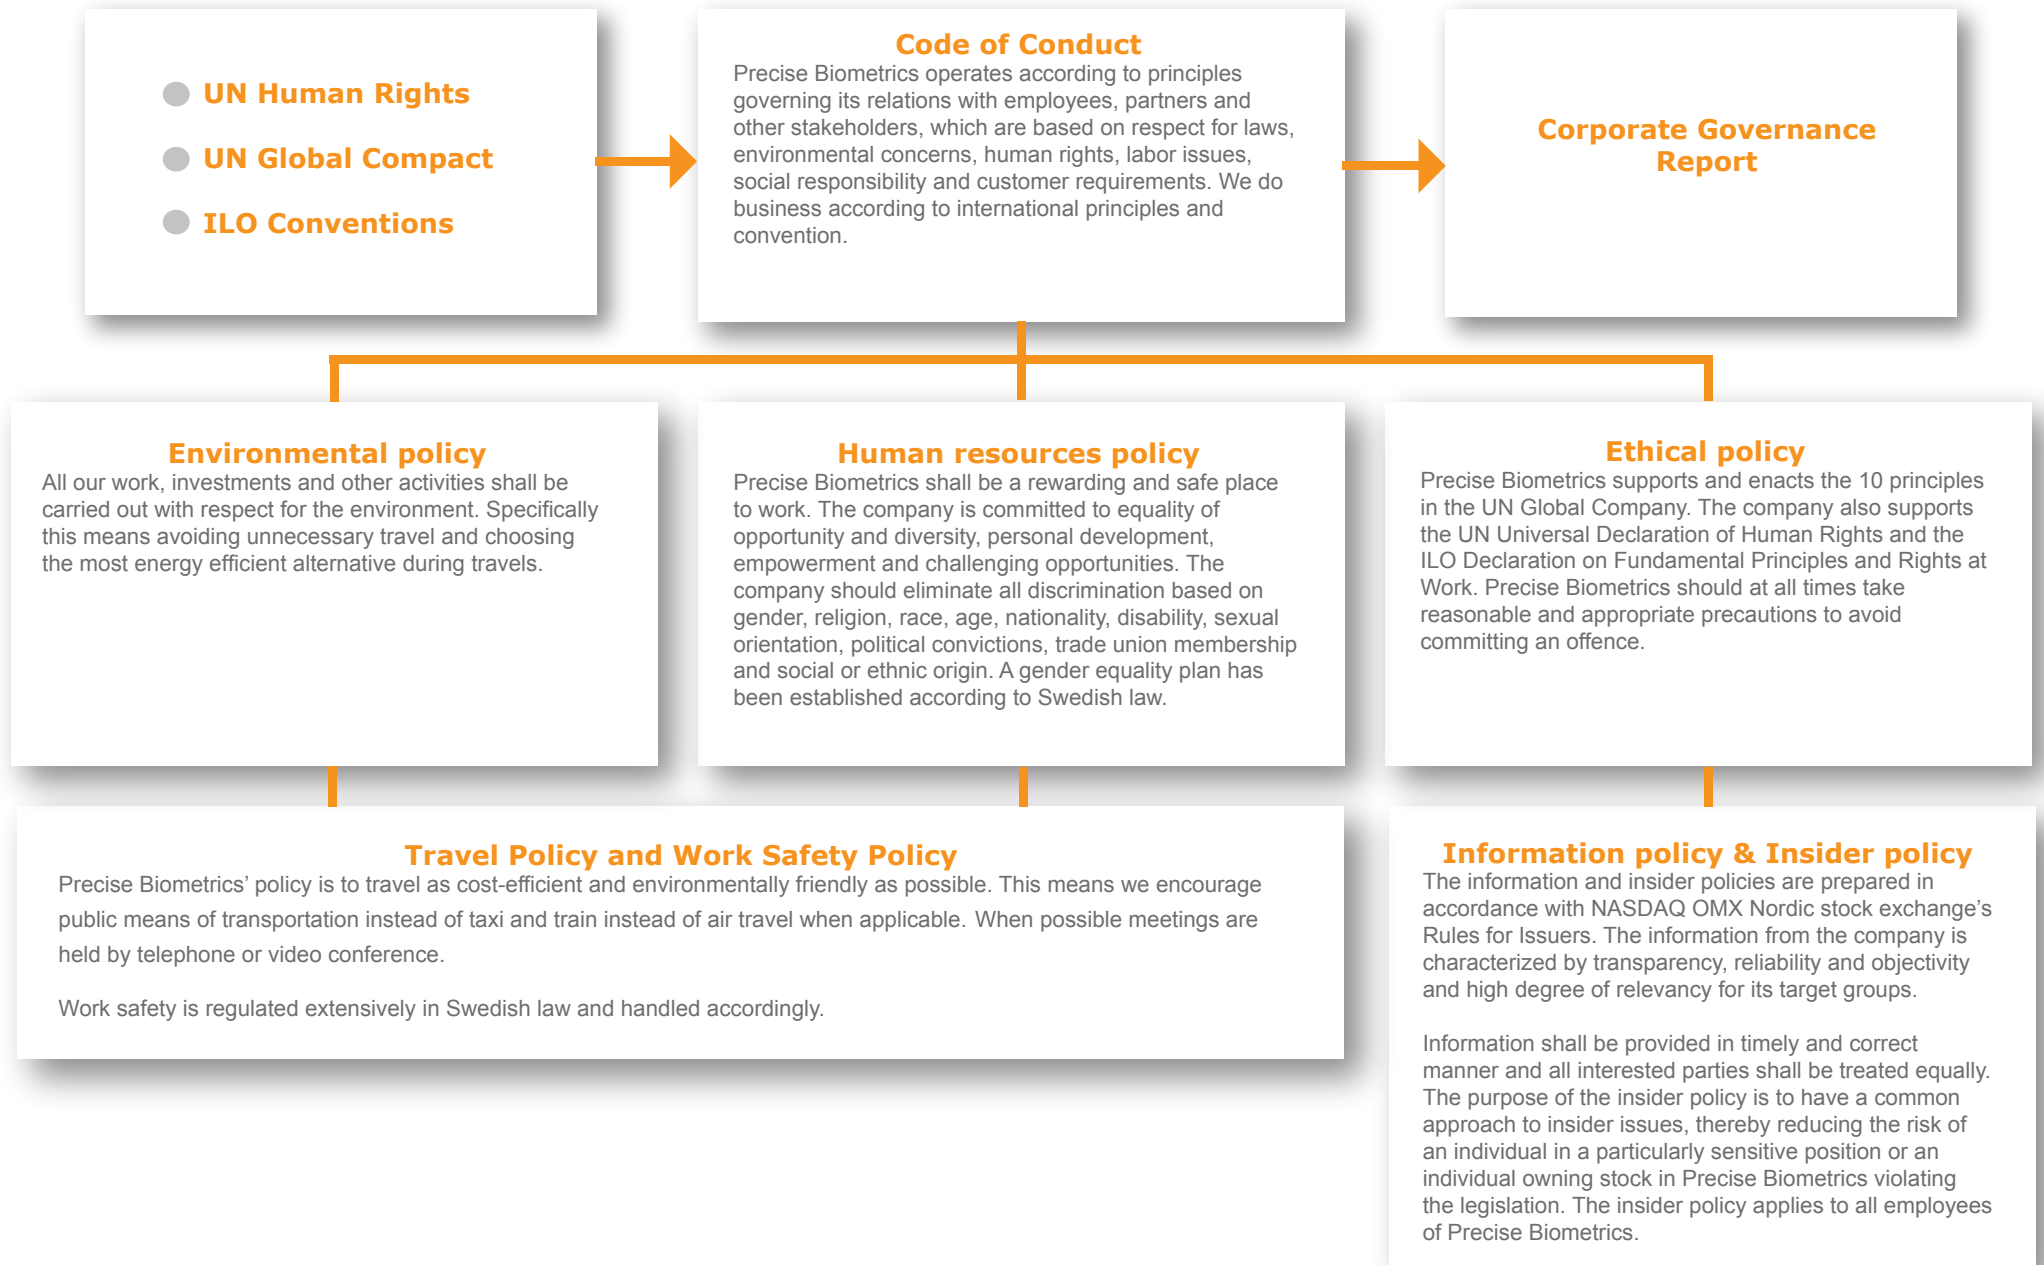 UN Human Rights
UN Global Compact
ILO Conventions
Code of Conduct
Precise Biometrics operates according to principles
governing its relations with employees, partners and
other stakeholders, which are based on respect for laws,
environmental concerns, human rights, labor issues,
social responsibility and customer requirements. We do
business according to international principles and
convention.
Corporate Governance
Report
Environmental policy
All our work, investments and other activities shall be
carried out with respect for the environment. Specifically
this means avoiding unnecessary travel and choosing
the most energy efficient alternative during travels.
Human resources policy
Precise Biometrics shall be a rewarding and safe place
to work. The company is committed to equality of
opportunity and diversity, personal development,
empowerment and challenging opportunities. The
company should eliminate all discrimination based on
gender, religion, race, age, nationality, disability, sexual
orientation, political convictions, trade union membership
and social or ethnic origin. A gender equality plan has
been established according to Swedish law.
Ethical policy
Precise Biometrics supports and enacts the 10 principles
in the UN Global Company. The company also supports
the UN Universal Declaration of Human Rights and the
ILO Declaration on Fundamental Principles and Rights at
Work. Precise Biometrics should at all times take
reasonable and appropriate precautions to avoid
committing an offence.
Travel Policy and Work Safety Policy
Precise Biometrics’ policy is to travel as cost-efficient and environmentally friendly as possible. This means we encourage
public means of transportation instead of taxi and train instead of air travel when applicable. When possible meetings are
held by telephone or video conference.
Work safety is regulated extensively in Swedish law and handled accordingly.
Information policy & Insider policy
The information and insider policies are prepared in
accordance with NASDAQ OMX Nordic stock exchange’s
Rules for Issuers. The information from the company is
characterized by transparency, reliability and objectivity
and high degree of relevancy for its target groups.
Information shall be provided in timely and correct
manner and all interested parties shall be treated equally.
The purpose of the insider policy is to have a common
approach to insider issues, thereby reducing the risk of
an individual in a particularly sensitive position or an
individual owning stock in Precise Biometrics violating
the legislation. The insider policy applies to all employees
of Precise Biometrics.